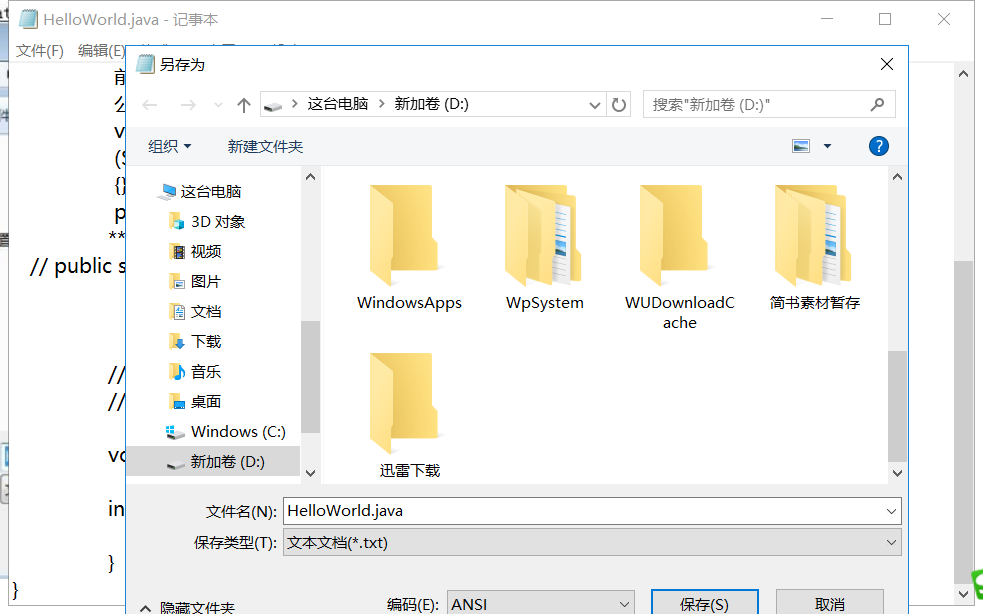 HelloWorld.java - 记事本
文件(F) 编辑(E)
另存为
这台电脑 新加卷 (D:)
搜索"新加卷 (D:)"
组织 新建文件夹
?
这台电脑
3D 对象
视频
图片
文档
下载
音乐
桌面
Windows (C:)
新加卷 (D:)
WindowsApps
WpSystem
WUDownloadC
ache
简书素材暂存
迅雷下载
{}
**
// public s
//
//
in
}
}
文件名(N): HelloWorld.java
保存类型(T): 文本文档(*.txt)
隐藏文件夹
编码(E): ANSI
保存(S)
取消